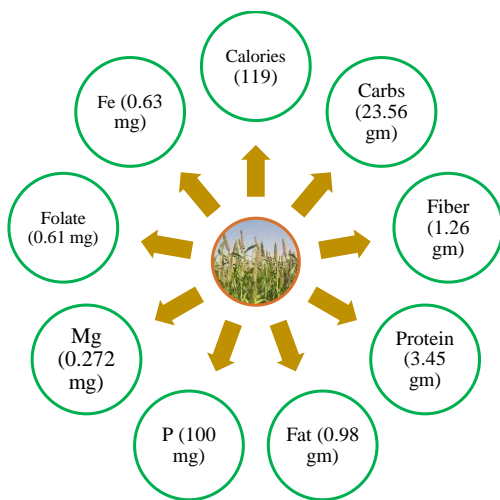 Calories
(119)
Carbs
(23.56
gm)
Fiber
(1.26
gm)
Protein
(3.45
gm)
Fat (0.98
gm)
P (100
mg)
Mg
(0.272
mg)
Folate
(0.61 mg)
Fe (0.63
mg)